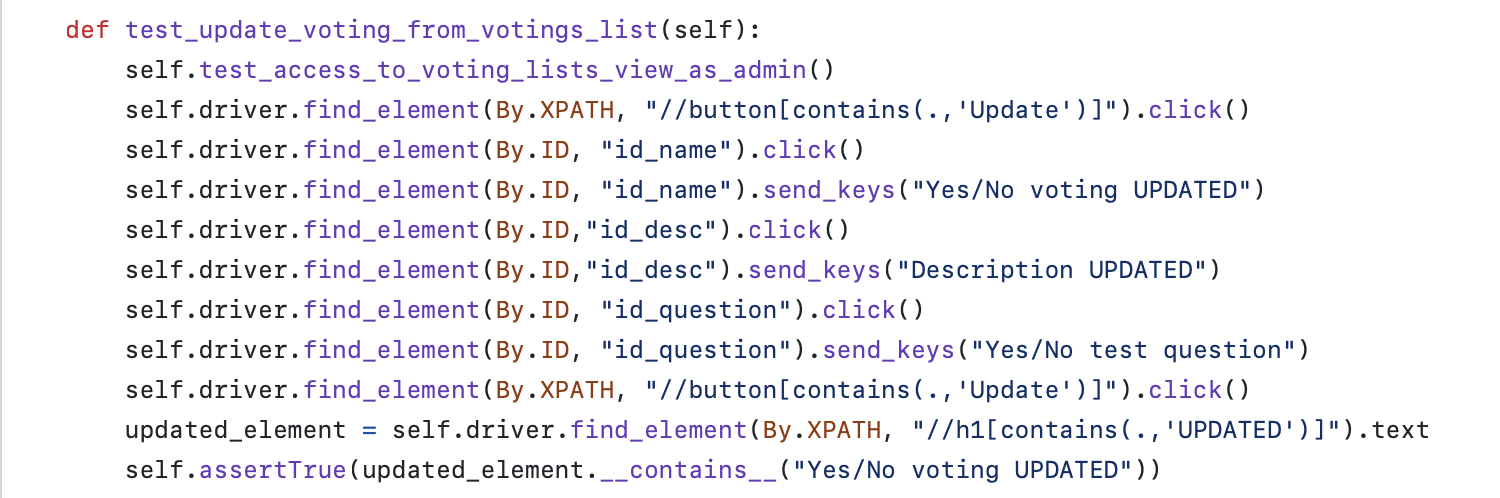 def test_update_voting_from_votings_list(self):
    self.test_access_to_voting_lists_view_as_admin()
    self.driver.find_element(By.XPATH, "//button[contains(.,'Update')]").click()
    self.driver.find_element(By.ID, "id_name").click()
    self.driver.find_element(By.ID, "id_name").send_keys("Yes/No voting UPDATED")
    self.driver.find_element(By.ID,"id_desc").click()
    self.driver.find_element(By.ID,"id_desc").send_keys("Description UPDATED")
    self.driver.find_element(By.ID, "id_question").click()
    self.driver.find_element(By.ID, "id_question").send_keys("Yes/No test question")
    self.driver.find_element(By.XPATH, "//button[contains(.,'Update')]").click()
    updated_element = self.driver.find_element(By.XPATH, "//h1[contains(.,'UPDATED')]").text
    self.assertTrue(updated_element.__contains__("Yes/No voting UPDATED"))